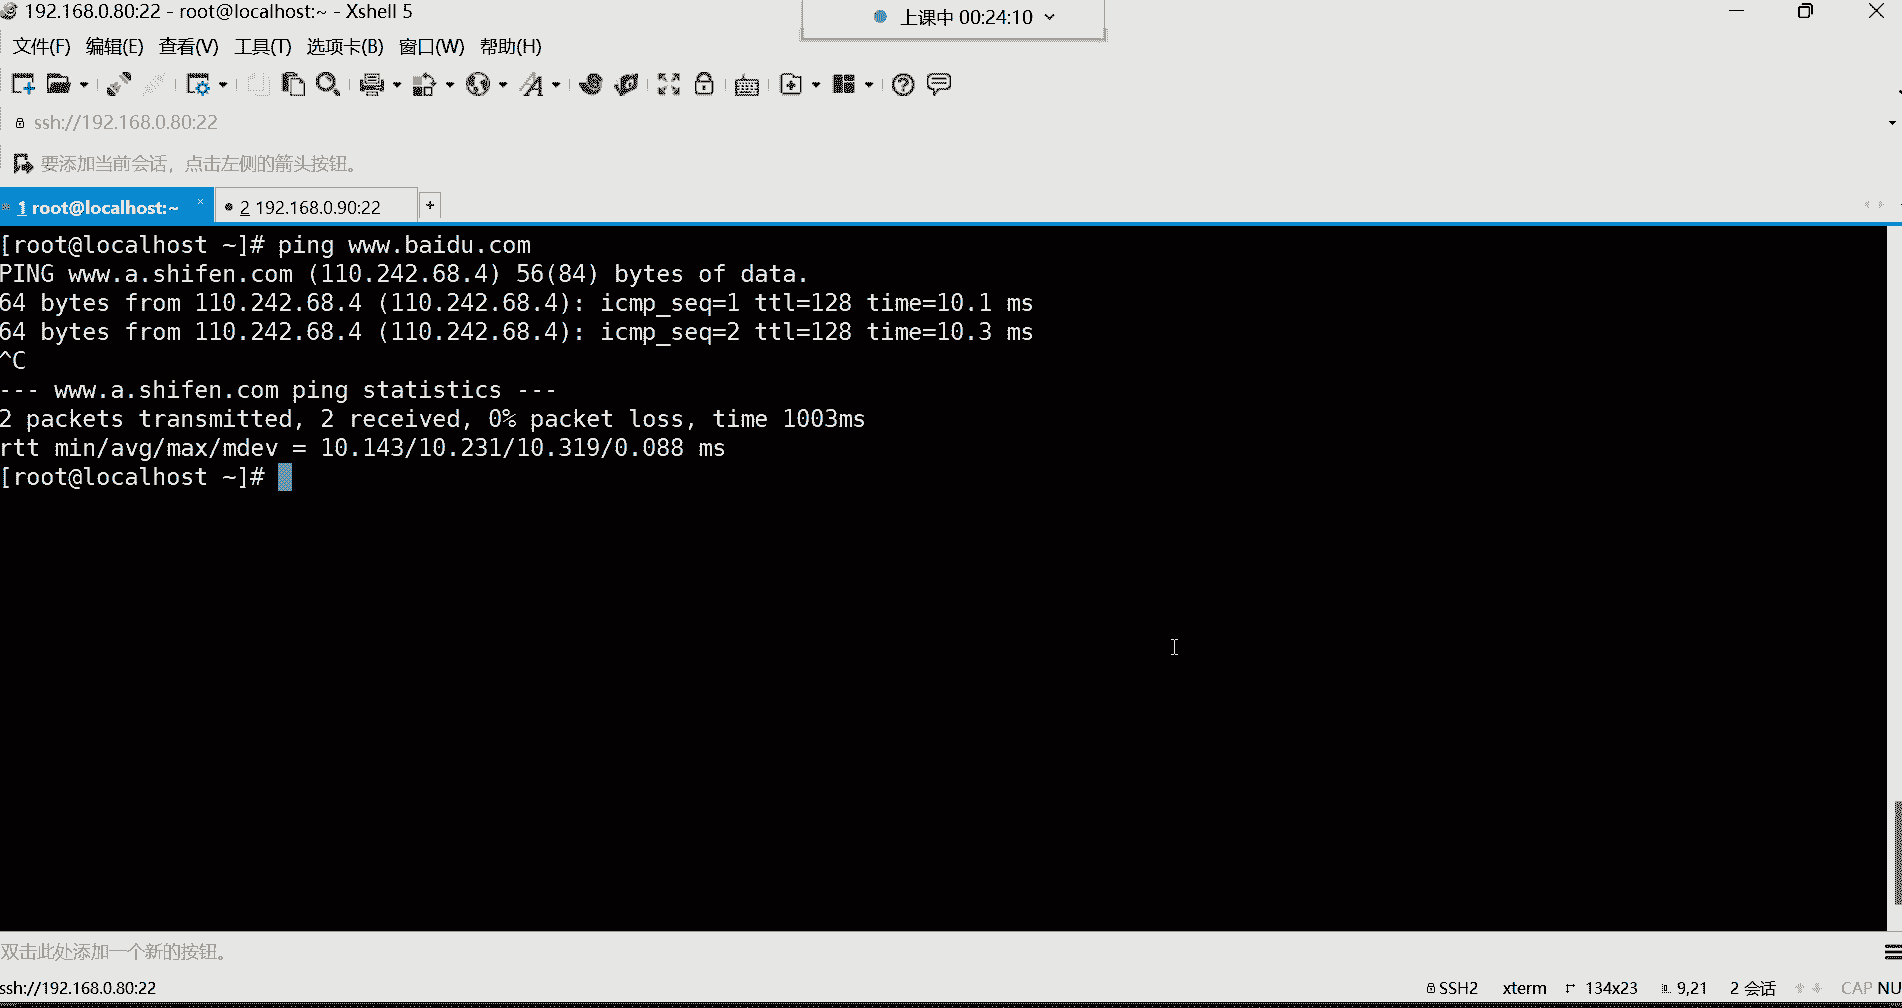 192.168.0.80:22 - root@localhost:~ - Xshell 5
上课中 00:24:10
文件(F) 编辑(E) 查看(V) 工具(T) 选项卡(B) 窗口(W) 帮助(H)
ssh://192.168.0.80:22
要添加当前会话，点击左侧的箭头按钮。
1 root@localhost:~ × 2 192.168.0.90:22 +
[root@localhost ~]# ping www.baidu.com
PING www.a.shifen.com (110.242.68.4) 56(84) bytes of data.
64 bytes from 110.242.68.4 (110.242.68.4): icmp_seq=1 ttl=128 time=10.1 ms
64 bytes from 110.242.68.4 (110.242.68.4): icmp_seq=2 ttl=128 time=10.3 ms
^C
--- www.a.shifen.com ping statistics ---
2 packets transmitted, 2 received, 0% packet loss, time 1003ms
rtt min/avg/max/mdev = 10.143/10.231/10.319/0.088 ms
[root@localhost ~]#
双击此处添加一个新的按钮。
ssh://192.168.0.80:22 SSH2 xterm 134x23 9,21 2 会话 CAP NU